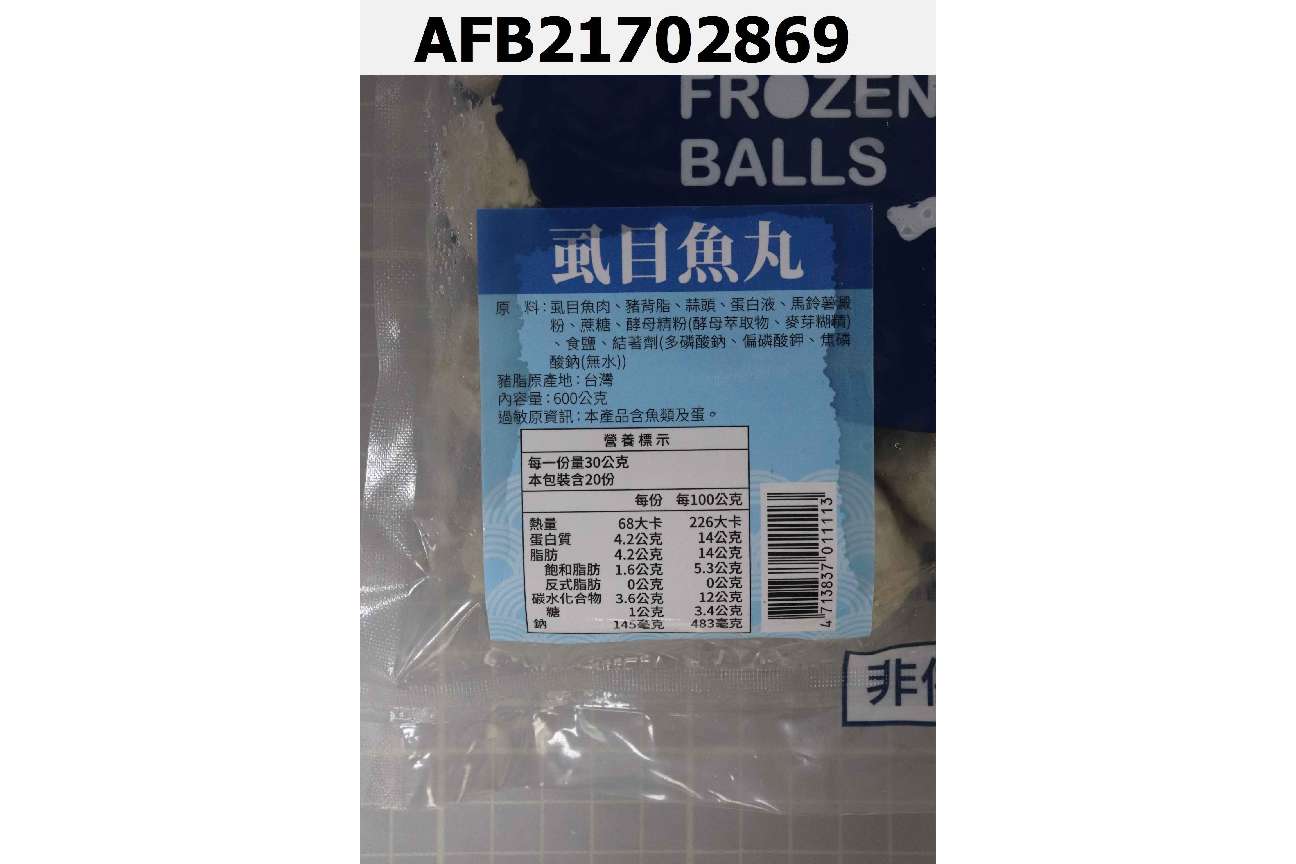 AFB21702869
FROZEN
BALLS
虱目魚丸
原　料：虱目魚肉、豬背脂、蒜頭、蛋白液、馬鈴薯澱
粉、蔗糖、酵母精粉(酵母萃取物、麥芽糊精)
、食鹽、結著劑(多磷酸鈉、偏磷酸鉀、焦磷
酸鈉(無水))
豬脂原產地：台灣
內容量：600公克
過敏原資訊：本產品含魚類及蛋。
營養標示
每一份量30公克
本包裝含20份
每份 每100公克
熱量 68大卡 226大卡
蛋白質 4.2公克 14公克
脂肪 4.2公克 14公克
飽和脂肪 1.6公克 5.3公克
反式脂肪 0公克 0公克
碳水化合物 3.6公克 12公克
糖 1公克 3.4公克
鈉 145毫克 483毫克
4 713837 011113
非